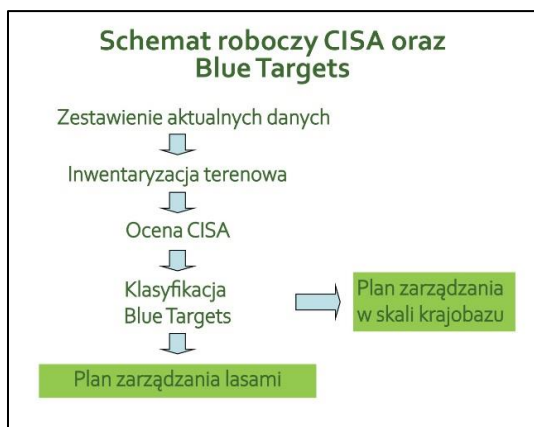 Schemat roboczy CISA oraz
Blue Targets
Zestawienie aktualnych danych
Inwentaryzacja terenowa
Ocena CISA
Klasyfikacja
Blue Targets
Plan zarządzania
w skali krajobazu
Plan zarządzania lasami